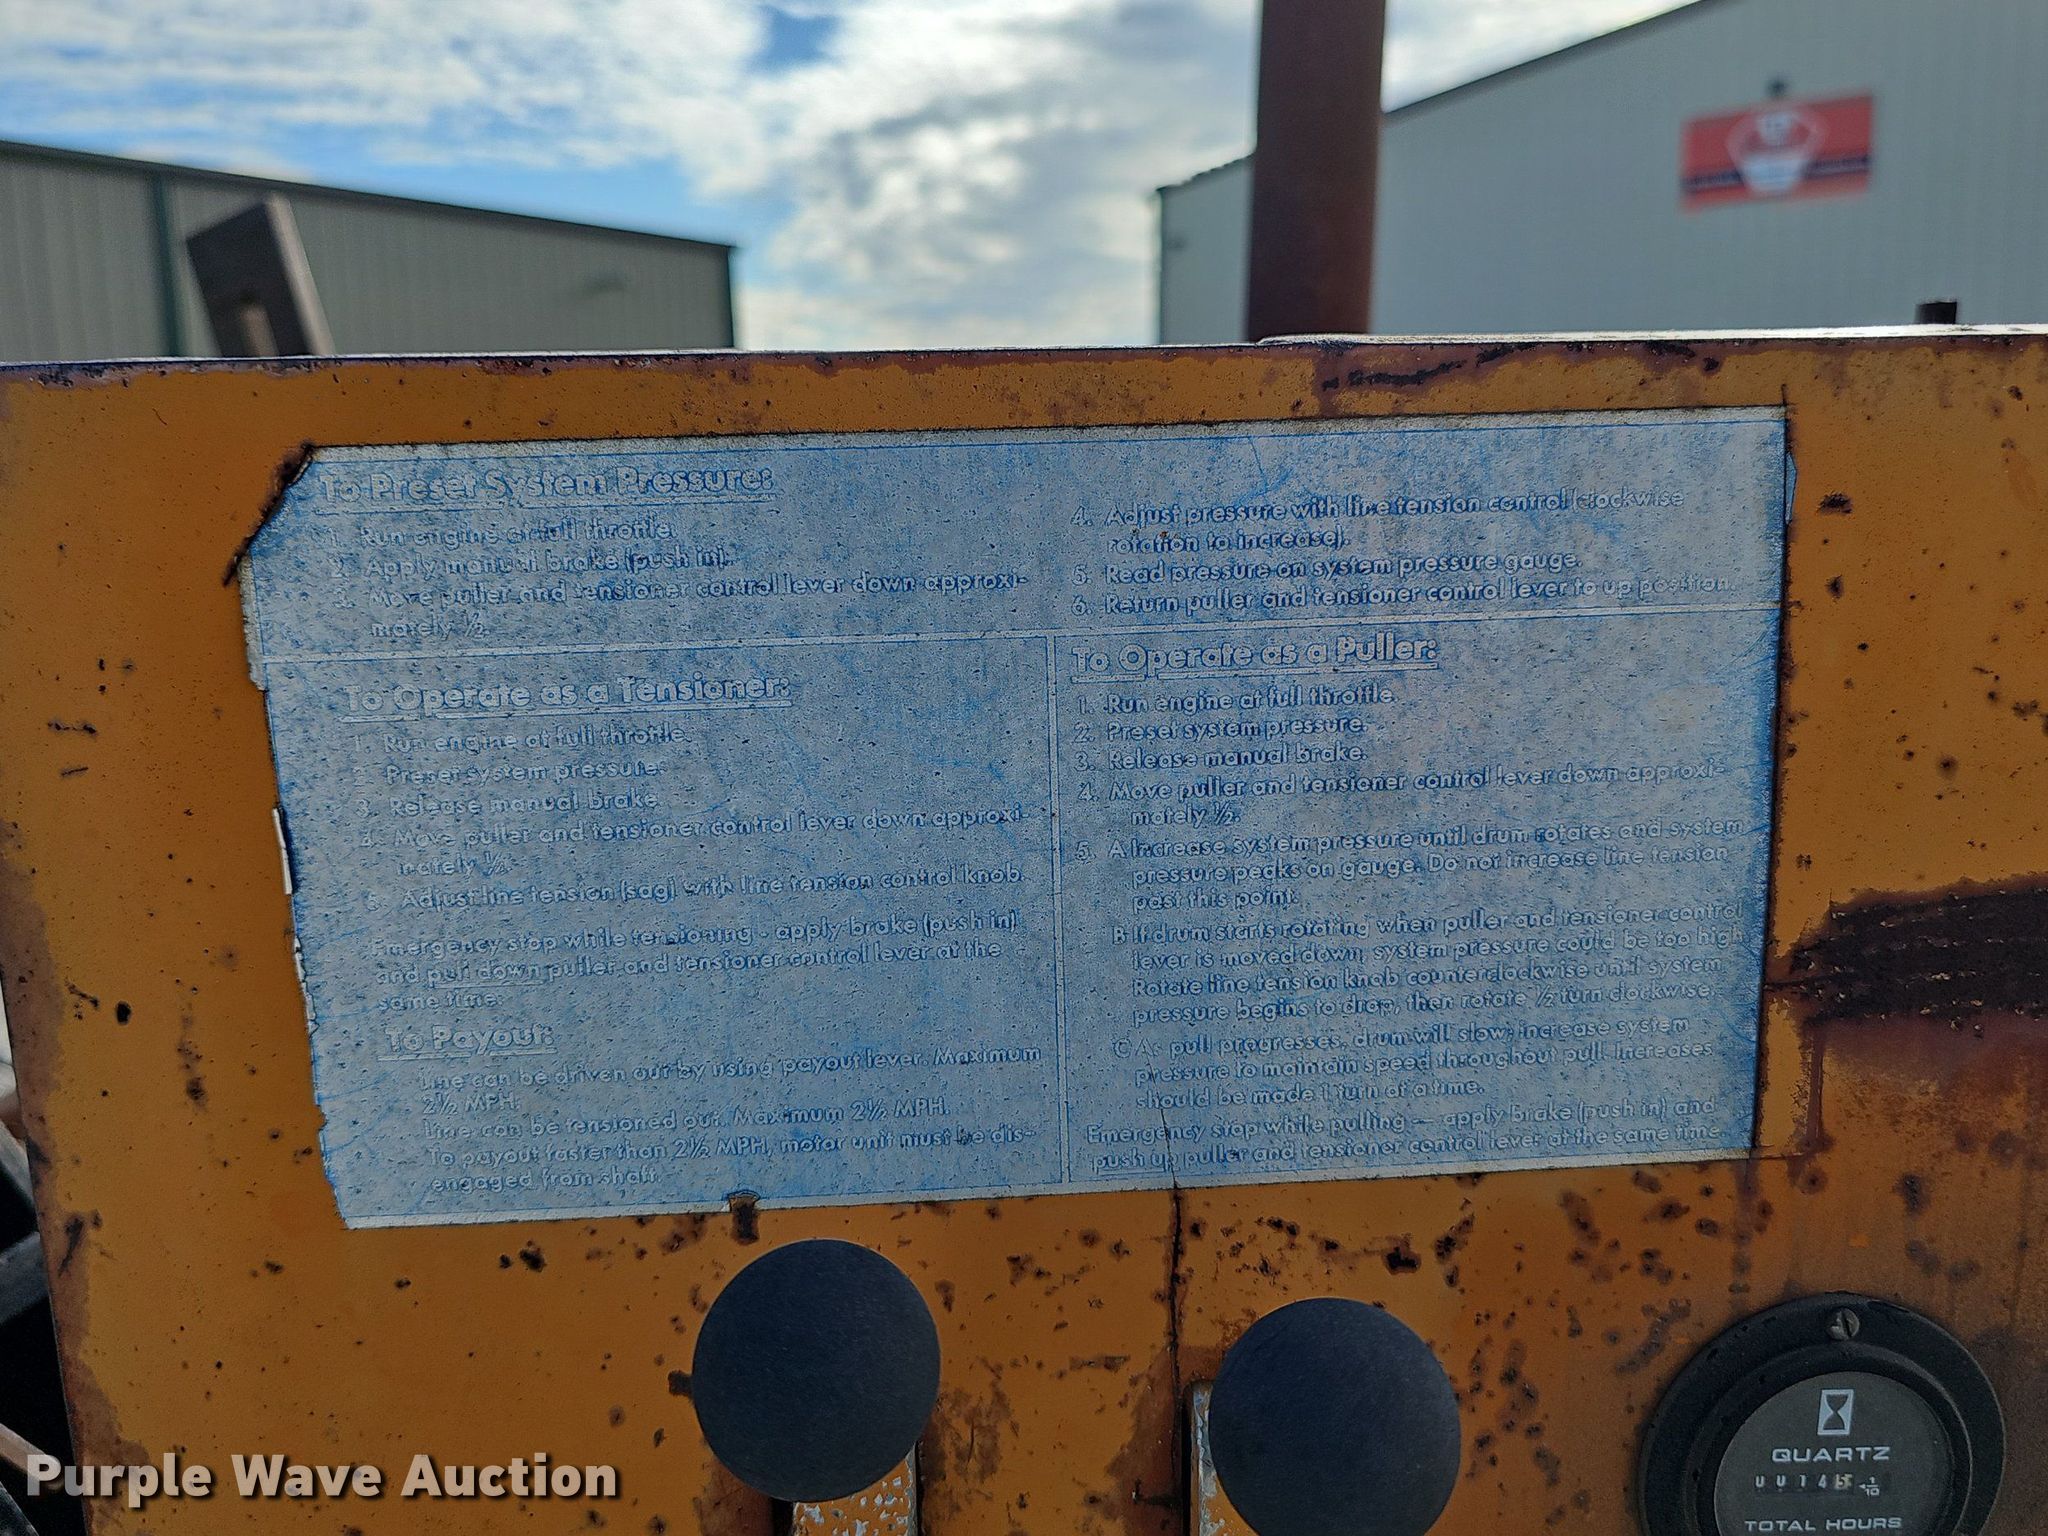 To Preset System Pressure:
1. Run engine at full throttle.
2. Apply manual brake (push in).
3. Move puller and tensioner control lever down approxi-
mately ½.
4. Adjust pressure with line tension control (clockwise
rotation to increase).
5. Read pressure on system pressure gauge.
6. Return puller and tensioner control lever to up position.
To Operate as a Tensioner:
1. Run engine at full throttle.
2. Preset system pressure.
3. Release manual brake.
4. Move puller and tensioner control lever down approxi-
mately ½.
5. Adjust line tension (sag) with line tension control knob.
Emergency stop while tensioning - apply brake (push in)
and pull down puller and tensioner control lever at the
same time.
To Payout:
Line can be driven out by using payout lever. Maximum
2½ MPH.
Line can be tensioned out. Maximum 2½ MPH.
To payout faster than 2½ MPH, motor unit must be dis-
engaged from shaft.
To Operate as a Puller:
1. Run engine at full throttle.
2. Preset system pressure.
3. Release manual brake.
4. Move puller and tensioner control lever down approxi-
mately ½.
5. A Increase system pressure until drum rotates and system
pressure peaks on gauge. Do not increase line tension
past this point.
B If drum starts rotating when puller and tensioner control
lever is moved down, system pressure could be too high.
Rotate line tension knob counterclockwise until system
pressure begins to drop, then rotate ½ turn clockwise.
C As pull progresses, drum will slow; increase system
pressure to maintain speed throughout pull. Increases
should be made 1 turn at a time.
Emergency stop while pulling — apply brake (push in) and
push up puller and tensioner control lever at the same time.
QUARTZ
00145 1/10
TOTAL HOURS
Purple Wave Auction